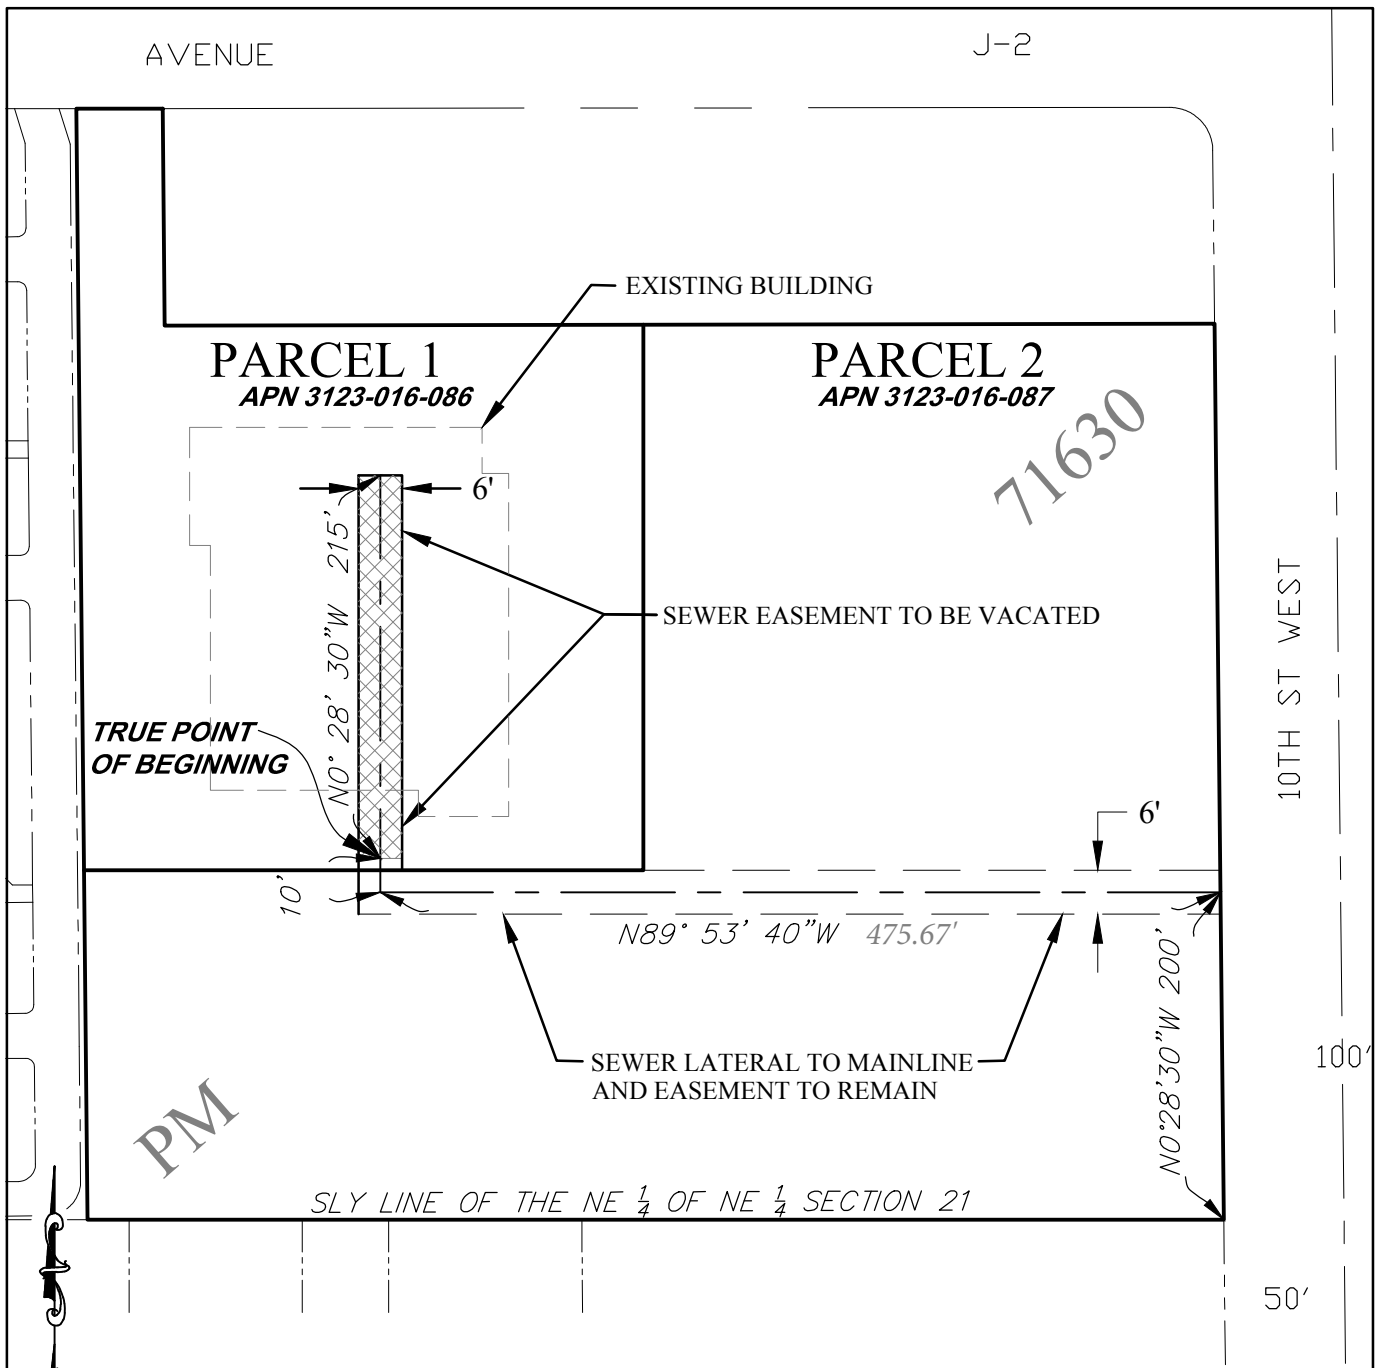 AVENUE
J-2
EXISTING BUILDING
PARCEL 1
APN 3123-016-086
PARCEL 2
APN 3123-016-087
71630
6'
N0° 28' 30"W 215'
SEWER EASEMENT TO BE VACATED
10TH ST WEST
TRUE POINT
OF BEGINNING
6'
10'
N89° 53' 40"W 475.67'
N0°28'30"W 200'
SEWER LATERAL TO MAINLINE
AND EASEMENT TO REMAIN
100'
PM
SLY LINE OF THE NE 1/4 OF NE 1/4 SECTION 21
50'